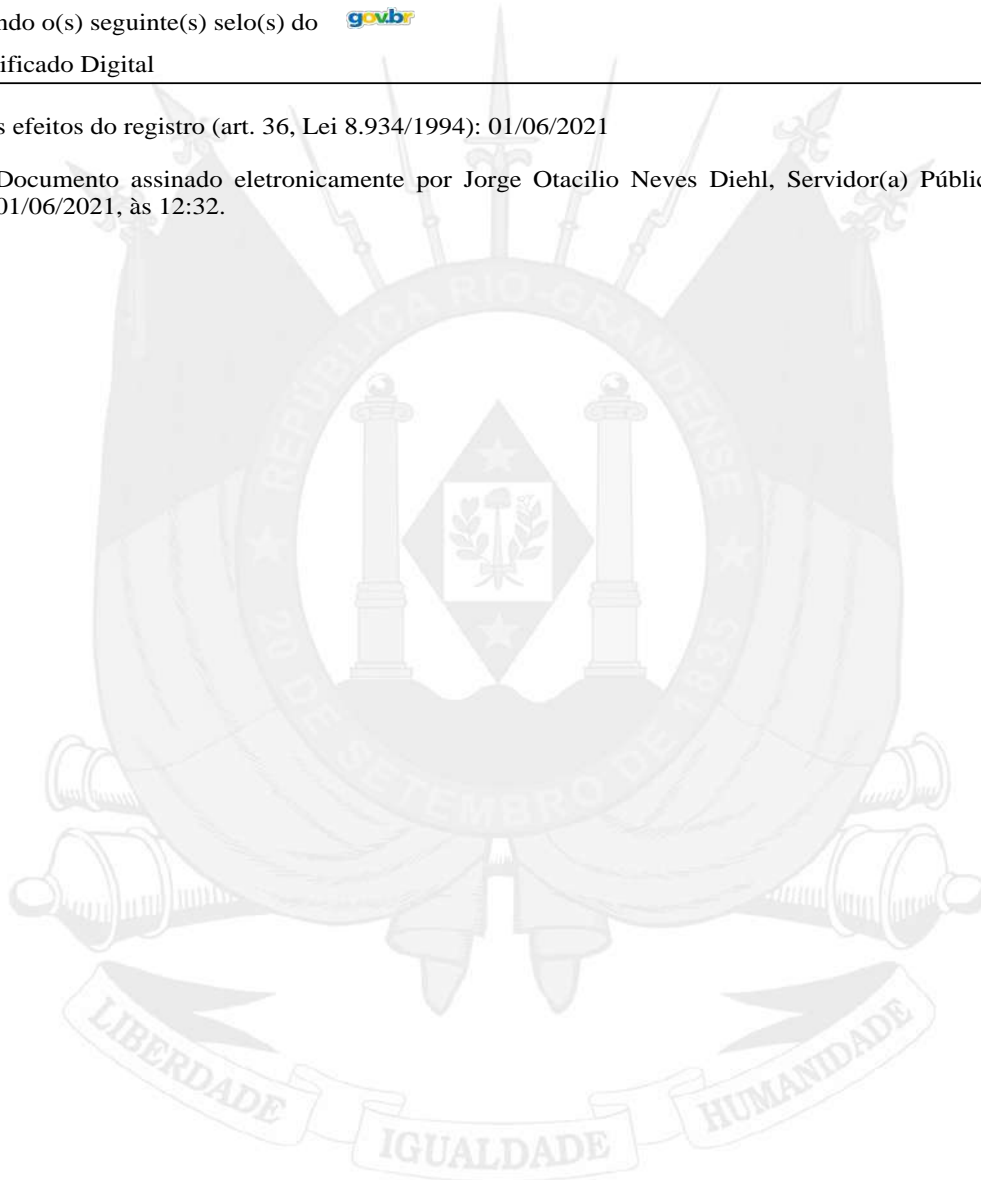 ndo o(s) seguinte(s) selo(s) do gov.br
ificado Digital
s efeitos do registro (art. 36, Lei 8.934/1994): 01/06/2021
Documento assinado eletronicamente por Jorge Otacilio Neves Diehl, Servidor(a) Públic
01/06/2021, às 12:32.
REPÚBLICA RIO-GRANDENSE
★ 20 DE SETEMBRO DE 1835 ★
LIBERDADE IGUALDADE HUMANIDADE